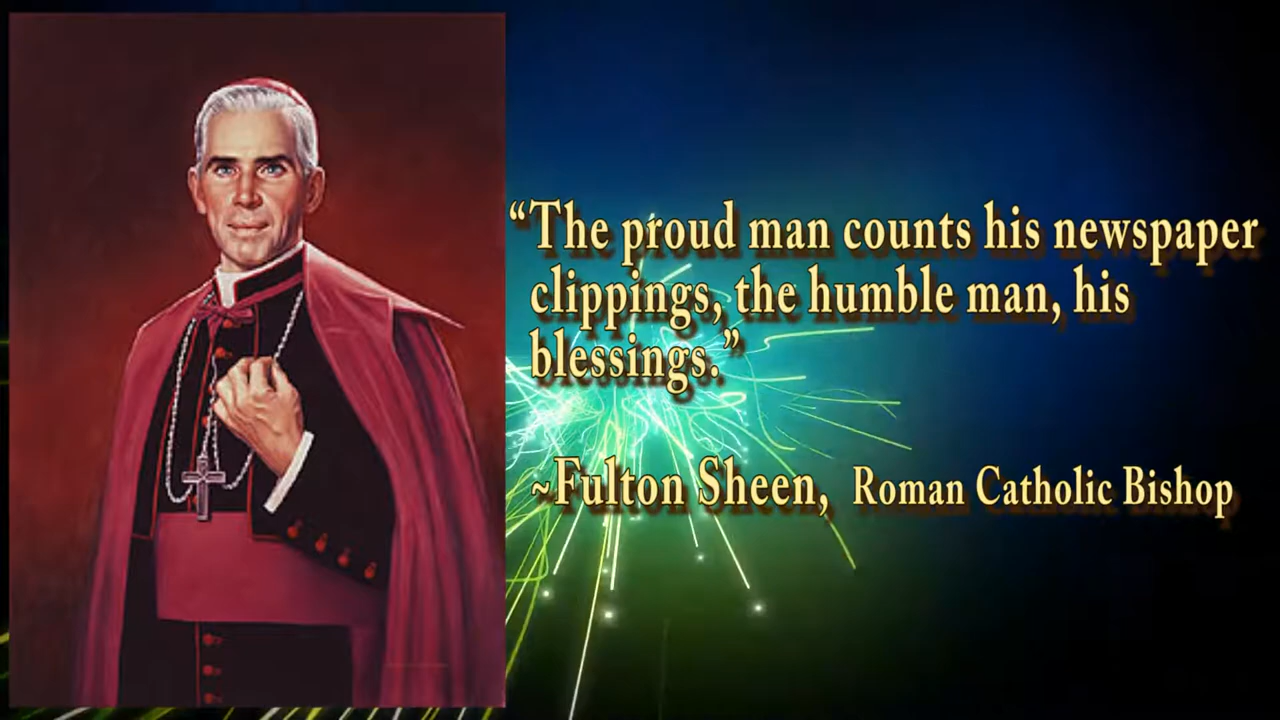 “The proud man counts his newspaper
clippings, the humble man, his
blessings.”
~Fulton Sheen, Roman Catholic Bishop